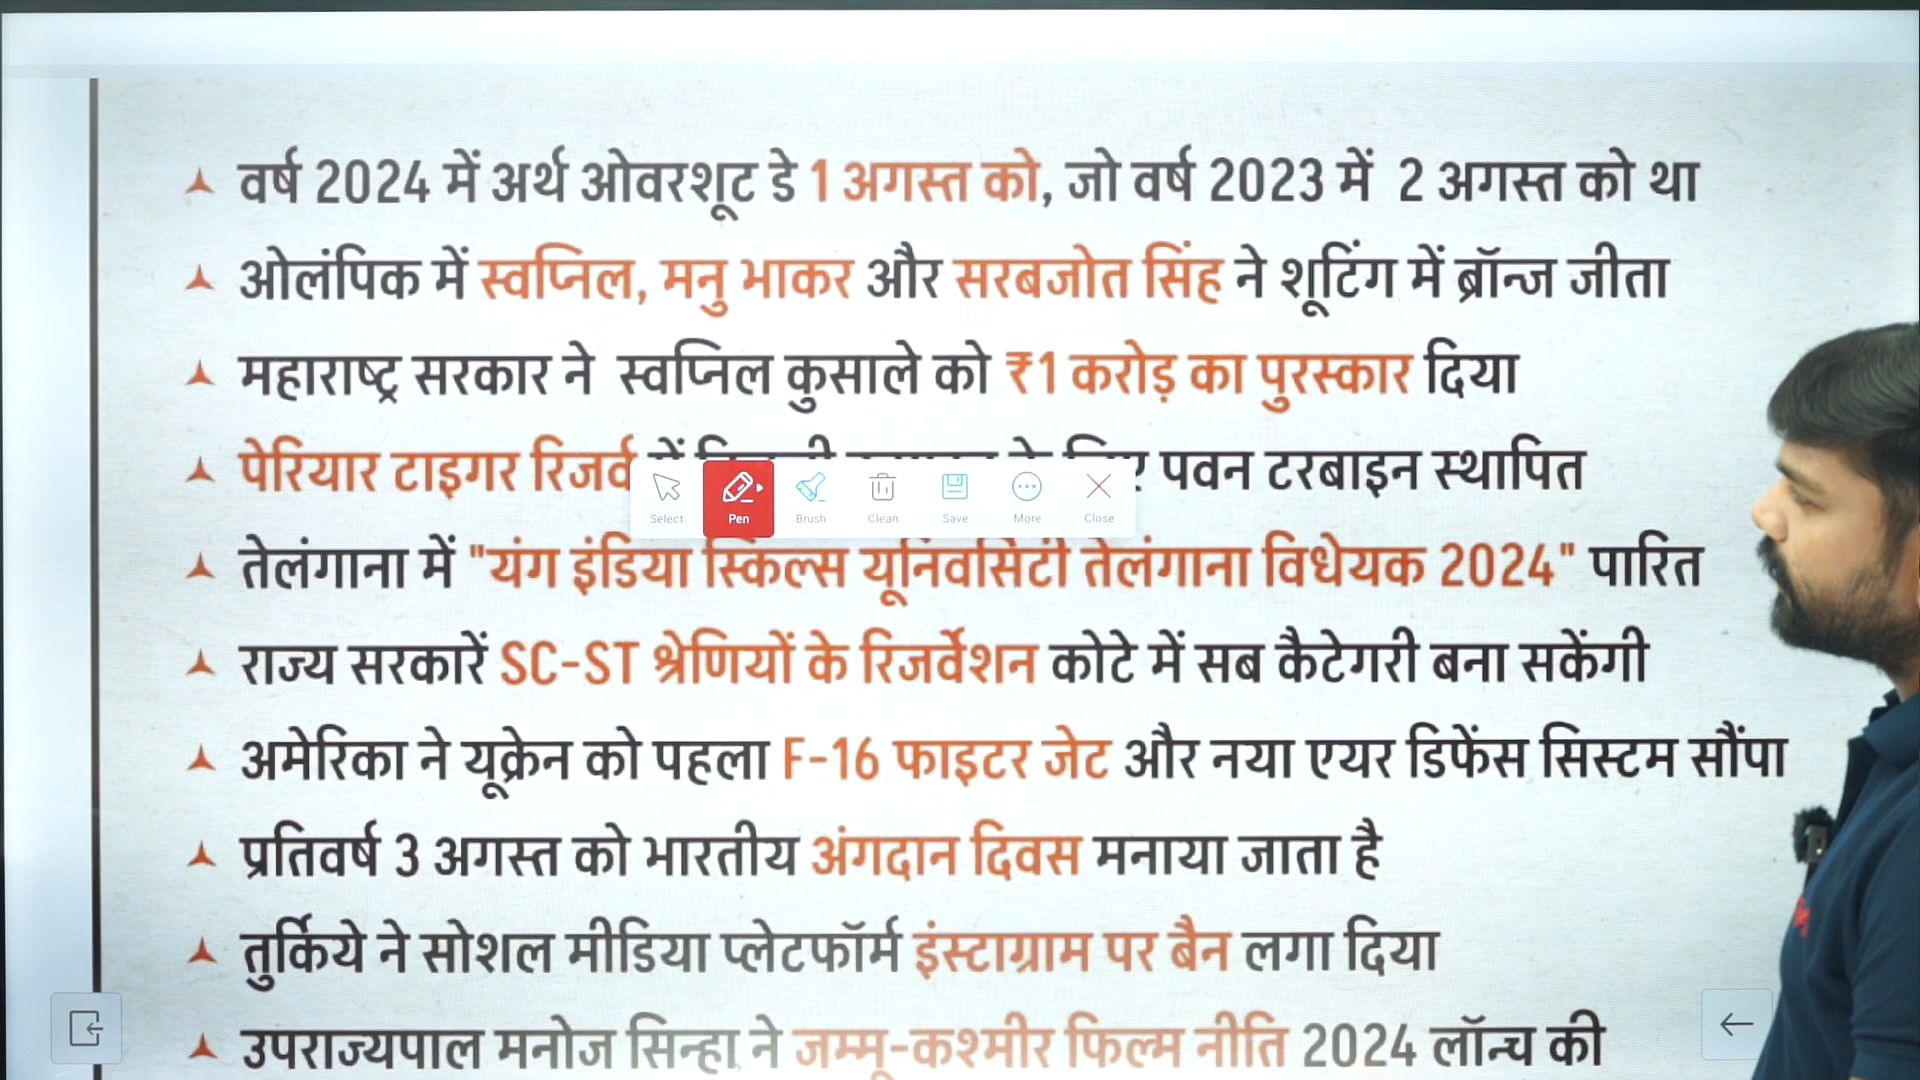 वर्ष 2024 में अर्थ ओवरशूट डे 1 अगस्त को, जो वर्ष 2023 में 2 अगस्त को था
ओलंपिक में स्वप्निल, मनु भाकर और सरबजोत सिंह ने शूटिंग में ब्रॉन्ज जीता
महाराष्ट्र सरकार ने स्वप्निल कुसाले को ₹1 करोड़ का पुरस्कार दिया
पेरियार टाइगर रिजर्व में पवन टरबाइन स्थापित
Select Pen Brush Clean Save More Close
तेलंगाना में "यंग इंडिया स्किल्स यूनिवर्सिटी तेलंगाना विधेयक 2024" पारित
राज्य सरकारें SC-ST श्रेणियों के रिजर्वेशन कोटे में सब कैटेगरी बना सकेंगी
अमेरिका ने यूक्रेन को पहला F-16 फाइटर जेट और नया एयर डिफेंस सिस्टम सौंपा
प्रतिवर्ष 3 अगस्त को भारतीय अंगदान दिवस मनाया जाता है
तुर्किये ने सोशल मीडिया प्लेटफॉर्म इंस्टाग्राम पर बैन लगा दिया
उपराज्यपाल मनोज सिन्हा ने जम्मू-कश्मीर फिल्म नीति 2024 लॉन्च की